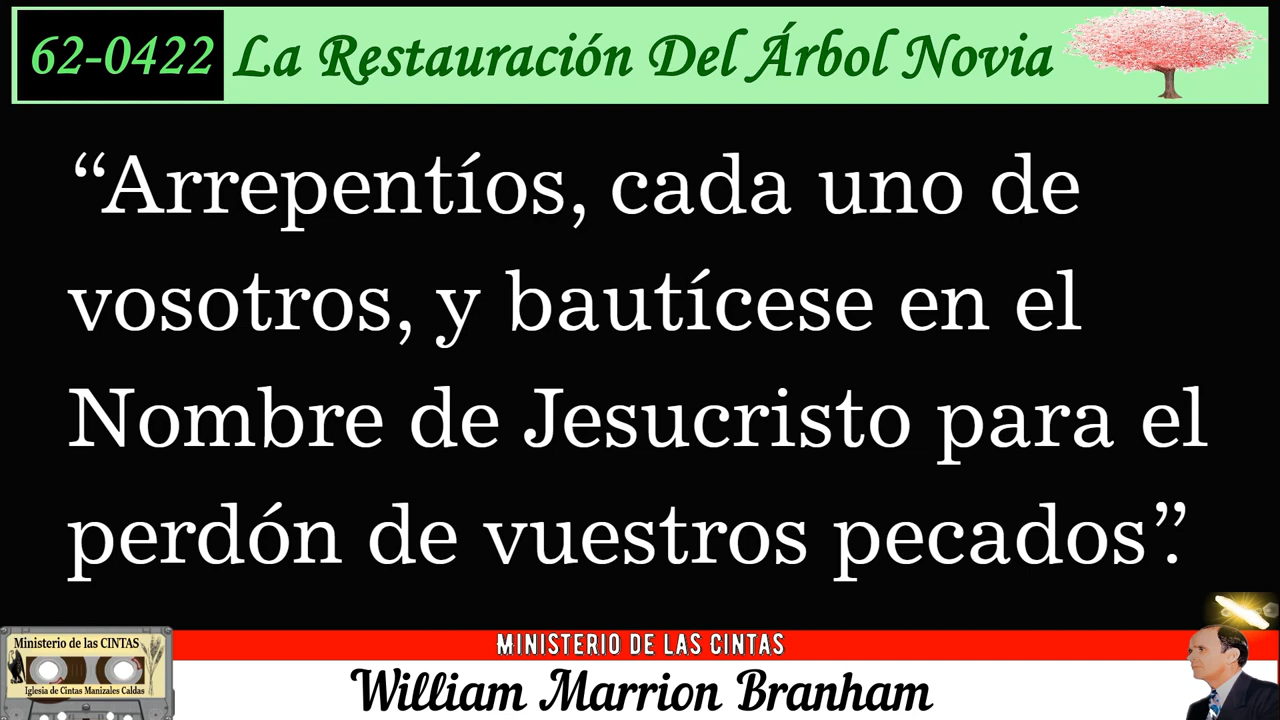 62-0422 La Restauración Del Árbol Novia
“Arrepentíos, cada uno de
vosotros, y bautícese en el
Nombre de Jesucristo para el
perdón de vuestros pecados”.
MINISTERIO DE LAS CINTAS
William Marrion Branham
Ministerio de las CINTAS
Iglesia de Cintas Manizales Caldas